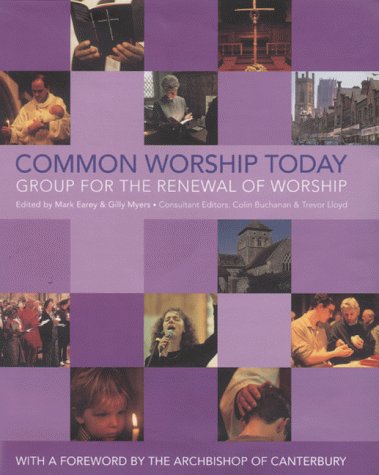 COMMON WORSHIP TODAY
GROUP FOR THE RENEWAL OF WORSHIP
Edited by Mark Earey & Gilly Myers • Consultant Editors: Colin Buchanan & Trevor Lloyd
WITH A FOREWORD BY THE ARCHBISHOP OF CANTERBURY